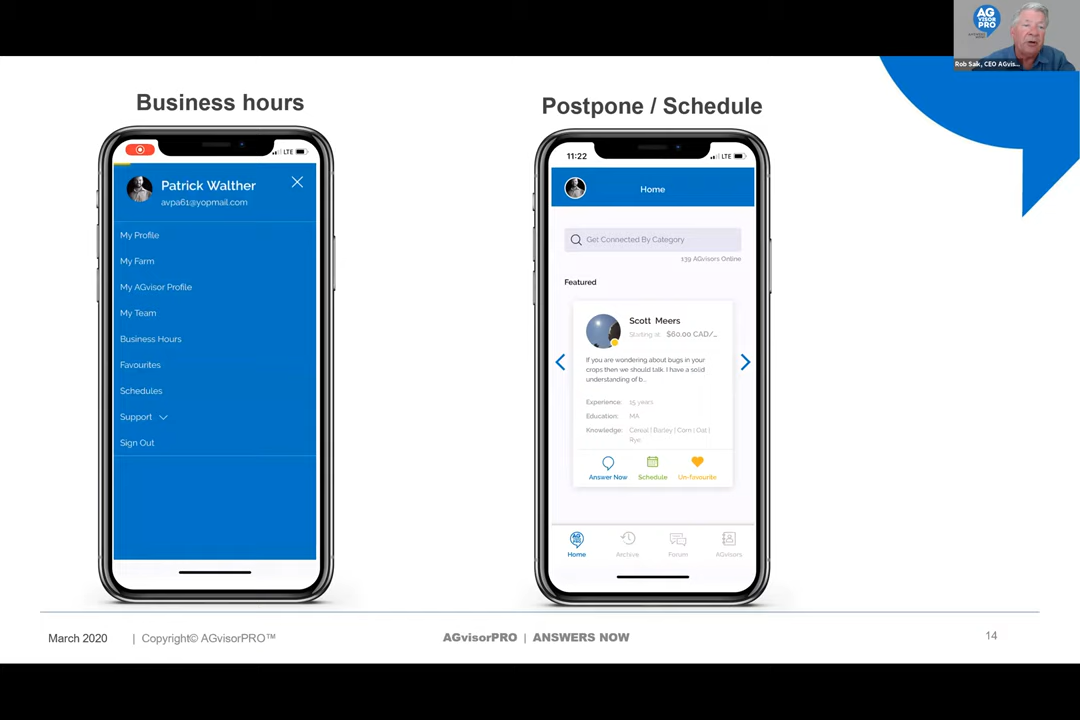 AG
VISOR
PRO
Rob Saik, CEO AGvis...
Business hours
Postpone / Schedule
LTE
Patrick Walther
avpa61@yopmail.com
My Profile
My Farm
My AGvisor Profile
My Team
Business Hours
Favourites
Schedules
Support
Sign Out
11:22
LTE
Home
Get Connected By Category
139 AGvisors Online
Featured
Scott Meers
Starting at: $60.00 CAD/...
If you are wondering about bugs in your
crops then we should talk. I have a solid
understanding of b...
Experience: 15 years
Education: MA
Knowledge: Cereal | Barley | Corn | Oat |
Rye
Answer Now
Schedule
Un-favourite
Home
Archive
Forum
AGvisors
March 2020 | Copyright© AGvisorPRO™
AGvisorPRO | ANSWERS NOW
14